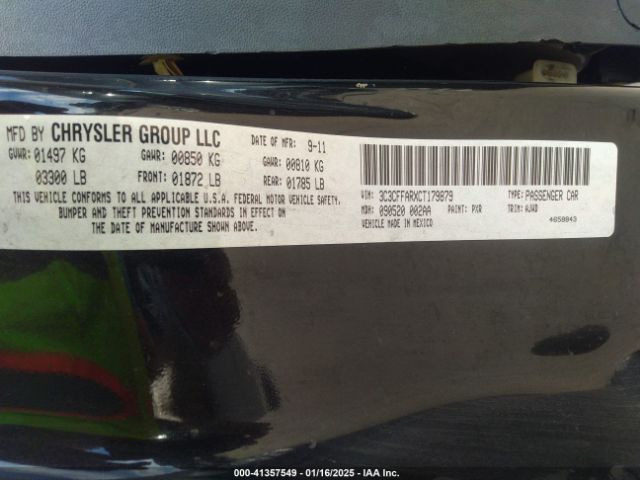 MFD BY CHRYSLER GROUP LLC DATE OF MFR: 9-11
GVWR: 01497 KG GAWR: 00850 KG GAWR: 00810 KG
03300 LB FRONT: 01872 LB REAR: 01785 LB
THIS VEHICLE CONFORMS TO ALL APPLICABLE U.S.A. FEDERAL MOTOR VEHICLE SAFETY,
BUMPER AND THEFT PREVENTION STANDARDS IN EFFECT ON
THE DATE OF MANUFACTURE SHOWN ABOVE.
VIN: 3C3CFFARXCT179879 TYPE: PASSENGER CAR
MDH: 090520 002AA PAINT: PXR TRIM: AJWD
VEHICLE MADE IN MEXICO 4658943
000-41357549 - 01/16/2025 - IAA Inc.